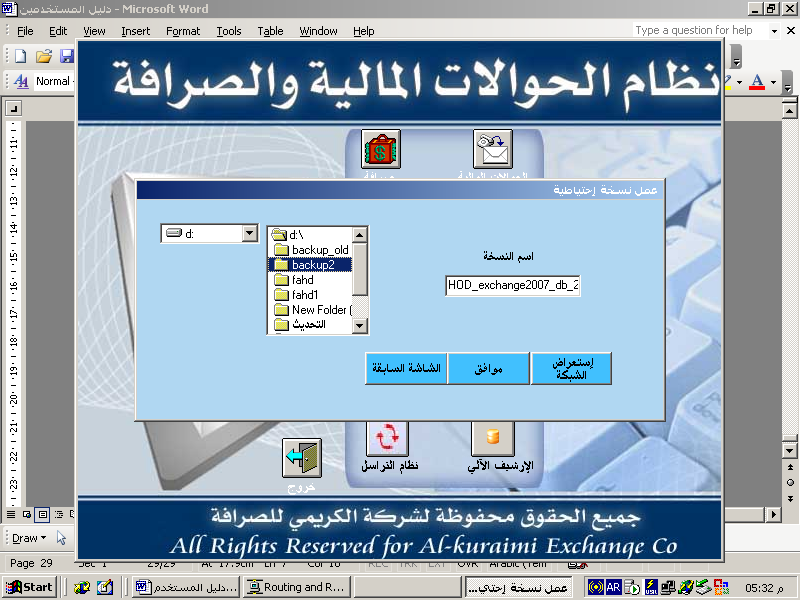 دليل المستخدمين - Microsoft Word
File Edit View Insert Format Tools Table Window Help
Type a question for help
Normal
نظام الحوالات المالية والصرافة
عمل نسخة إحتياطية
d:
d:\
backup_old
backup2
fahd
fahd1
New Folder (
التحديث
اسم النسخة
HOD_exchange2007_db_2
إستعراض الشبكة
موافق
الشاشة السابقة
الإرشيف الآلي
نظام التراسل
خروج
جميع الحقوق محفوظة لشركة الكريمي للصرافة
All Rights Reserved for Al-kuraimi Exchange Co
Draw
Page 29 Sec 1 29/29 At 17.9cm Ln 7 Col 16 REC TRK EXT OVR Arabic (Yem
Start
دليل المستخدم...
Routing and R...
عمل نسخة إحتي...
AR
05:32 م